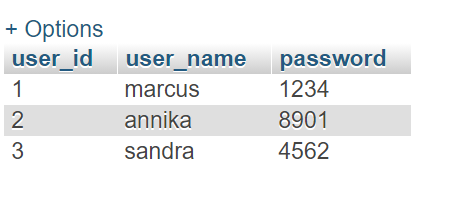 + Options
user_id user_name password
1 marcus 1234
2 annika 8901
3 sandra 4562